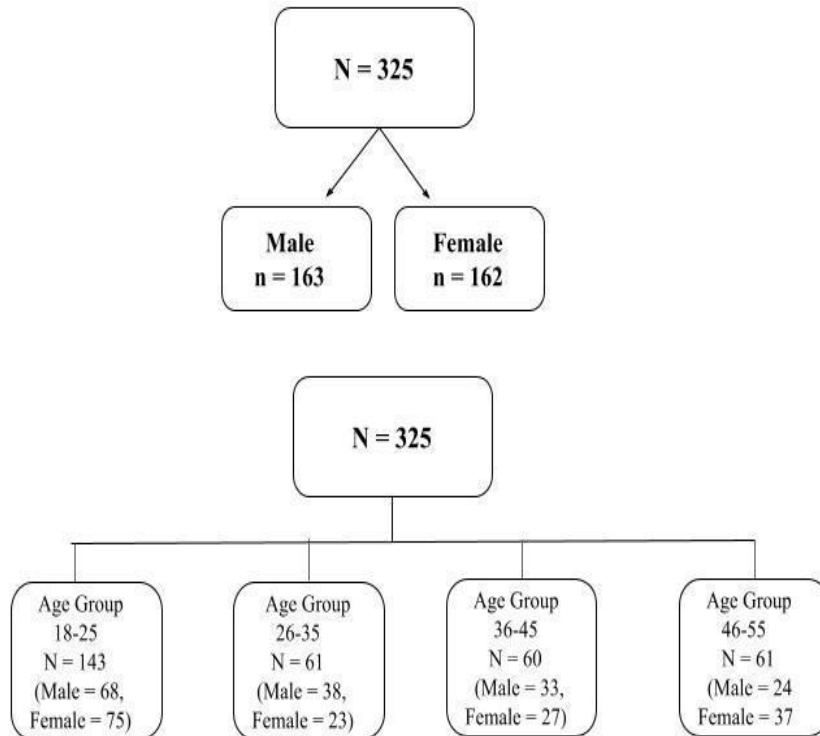 N = 325
Male
n = 163
Female
n = 162
N = 325
Age Group
18-25
N = 143
(Male = 68,
Female = 75)
Age Group
26-35
N = 61
(Male = 38,
Female = 23)
Age Group
36-45
N = 60
(Male = 33,
Female = 27)
Age Group
46-55
N = 61
(Male = 24
Female = 37